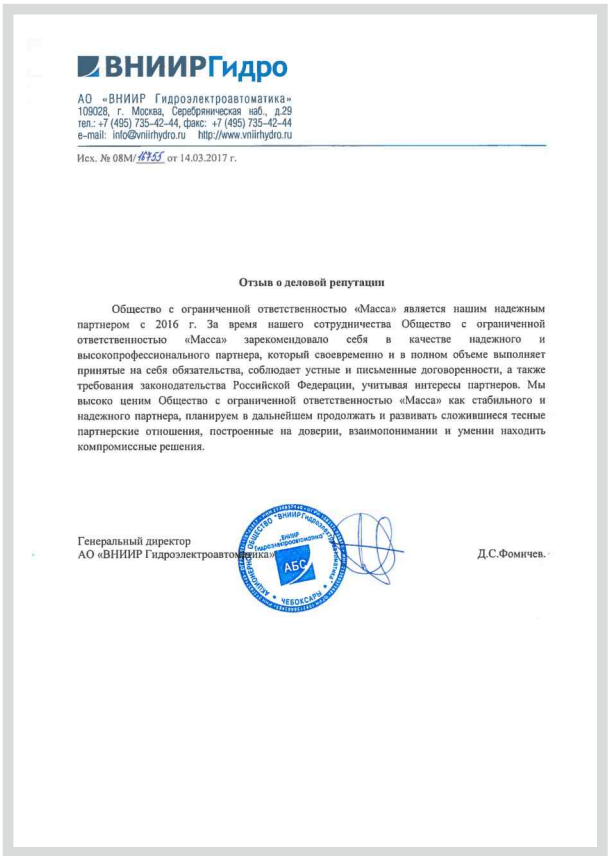 ВНИИРГидро
АО «ВНИИР Гидроэлектроавтоматика»
109028, г. Москва, Серебряническая наб., д.29
тел.: +7 (495) 735-42-44, факс: +7 (495) 735-42-44
e-mail: info@vniirhydro.ru http://www.vniirhydro.ru
Исх. № 08М/16755 от 14.03.2017 г.
Отзыв о деловой репутации
Общество с ограниченной ответственностью «Масса» является нашим надежным
партнером с 2016 г. За время нашего сотрудничества Общество с ограниченной
ответственностью «Масса» зарекомендовало себя в качестве надежного и
высокопрофессионального партнера, который своевременно и в полном объеме выполняет
принятые на себя обязательства, соблюдает устные и письменные договоренности, а также
требования законодательства Российской Федерации, учитывая интересы партнеров. Мы
высоко ценим Общество с ограниченной ответственностью «Масса» как стабильного и
надежного партнера, планируем в дальнейшем продолжать и развивать сложившиеся тесные
партнерские отношения, построенные на доверии, взаимопонимании и умении находить
компромиссные решения.
Генеральный директор
АО «ВНИИР Гидроэлектроавтоматика»
Д.С.Фомичев.
АКЦИОНЕРНОЕ ОБЩЕСТВО "ВНИИР Гидроэлектроавтоматика"
"ВНИИР
Гидроэлектроавтоматика"
АБС
ЧЕБОКСАРЫ